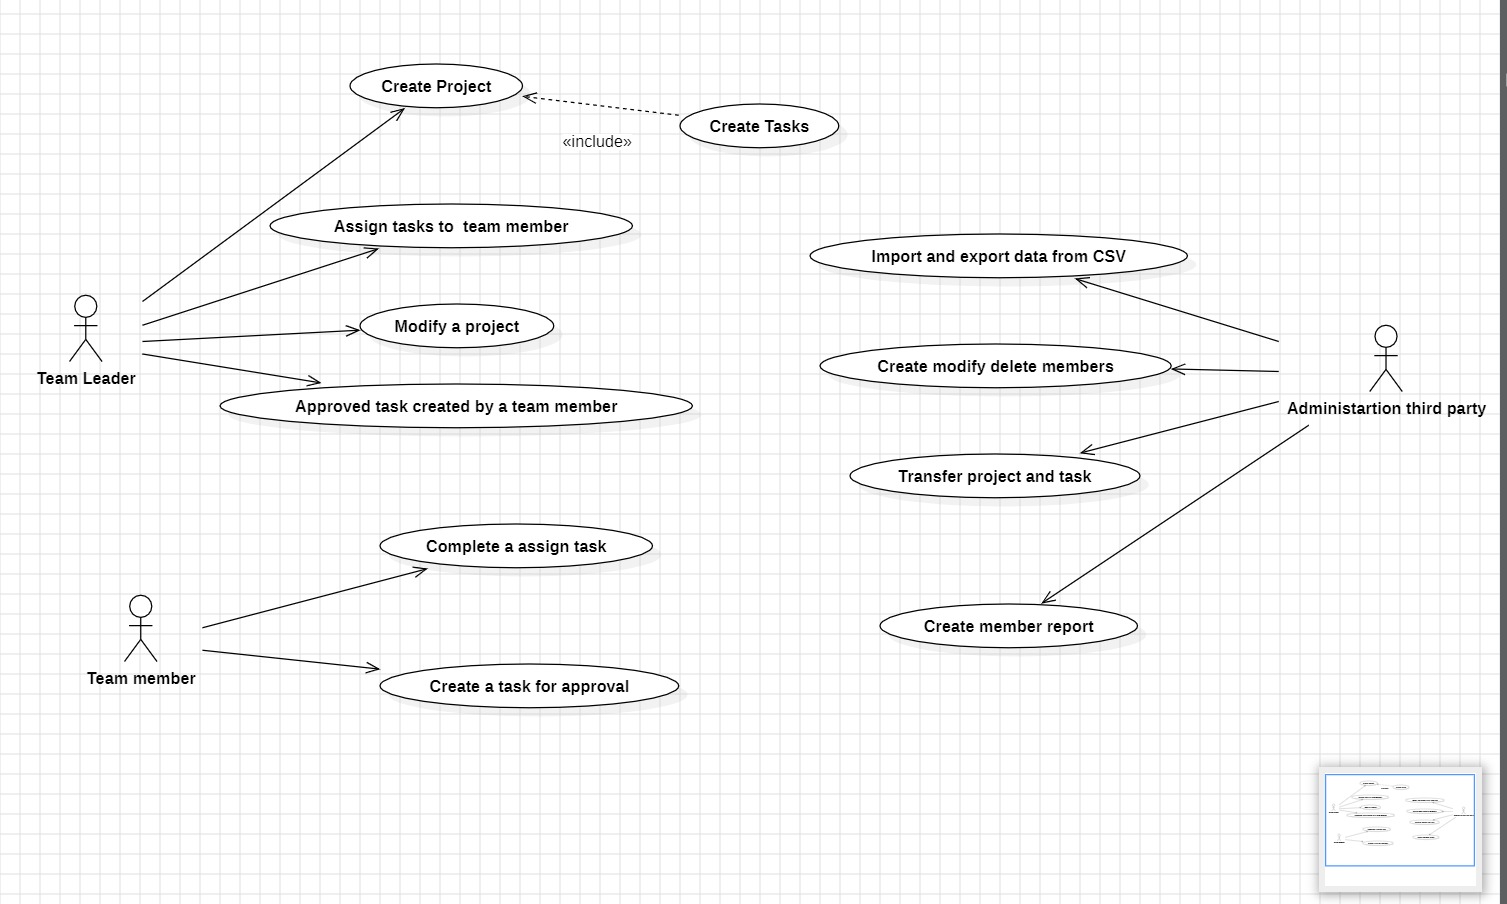 Create Project
Create Tasks
«include»
Assign tasks to  team member
Import and export data from CSV
Modify a project
Create modify delete members
Team Leader
Approved task created by a team member
Administartion third party
Transfer project and task
Complete a assign task
Create member report
Team member
Create a task for approval